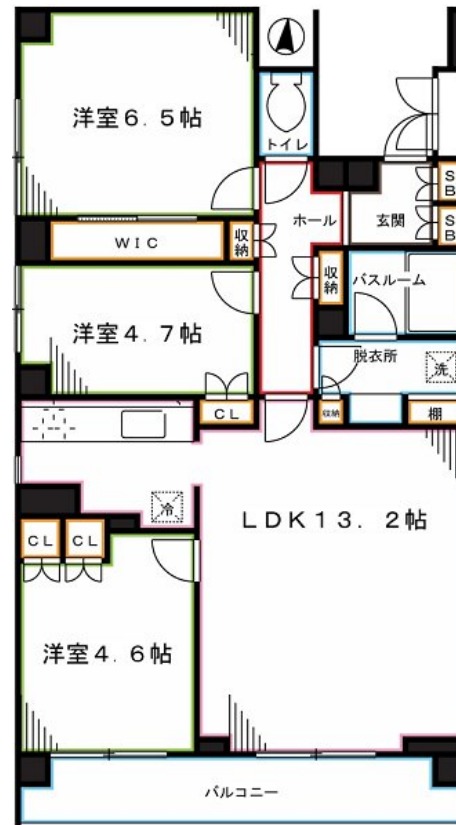 洋室6.5帖
トイレ
ホール
玄関
S
B
S
B
WIC
収
納
収
納
バスルーム
洋室4.7帖
脱衣所
洗
CL
収納
棚
冷
LDK13.2帖
CL
CL
洋室4.6帖
バルコニー